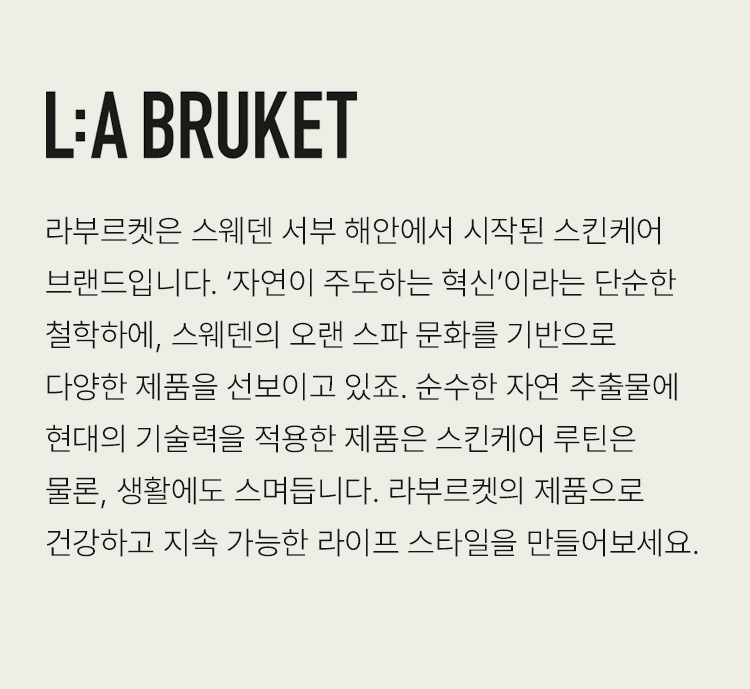 L:A BRUKET
라부르켓은 스웨덴 서부 해안에서 시작된 스킨케어
브랜드입니다. ‘자연이 주도하는 혁신’이라는 단순한
철학하에, 스웨덴의 오랜 스파 문화를 기반으로
다양한 제품을 선보이고 있죠. 순수한 자연 추출물에
현대의 기술력을 적용한 제품은 스킨케어 루틴은
물론, 생활에도 스며듭니다. 라부르켓의 제품으로
건강하고 지속 가능한 라이프 스타일을 만들어보세요.